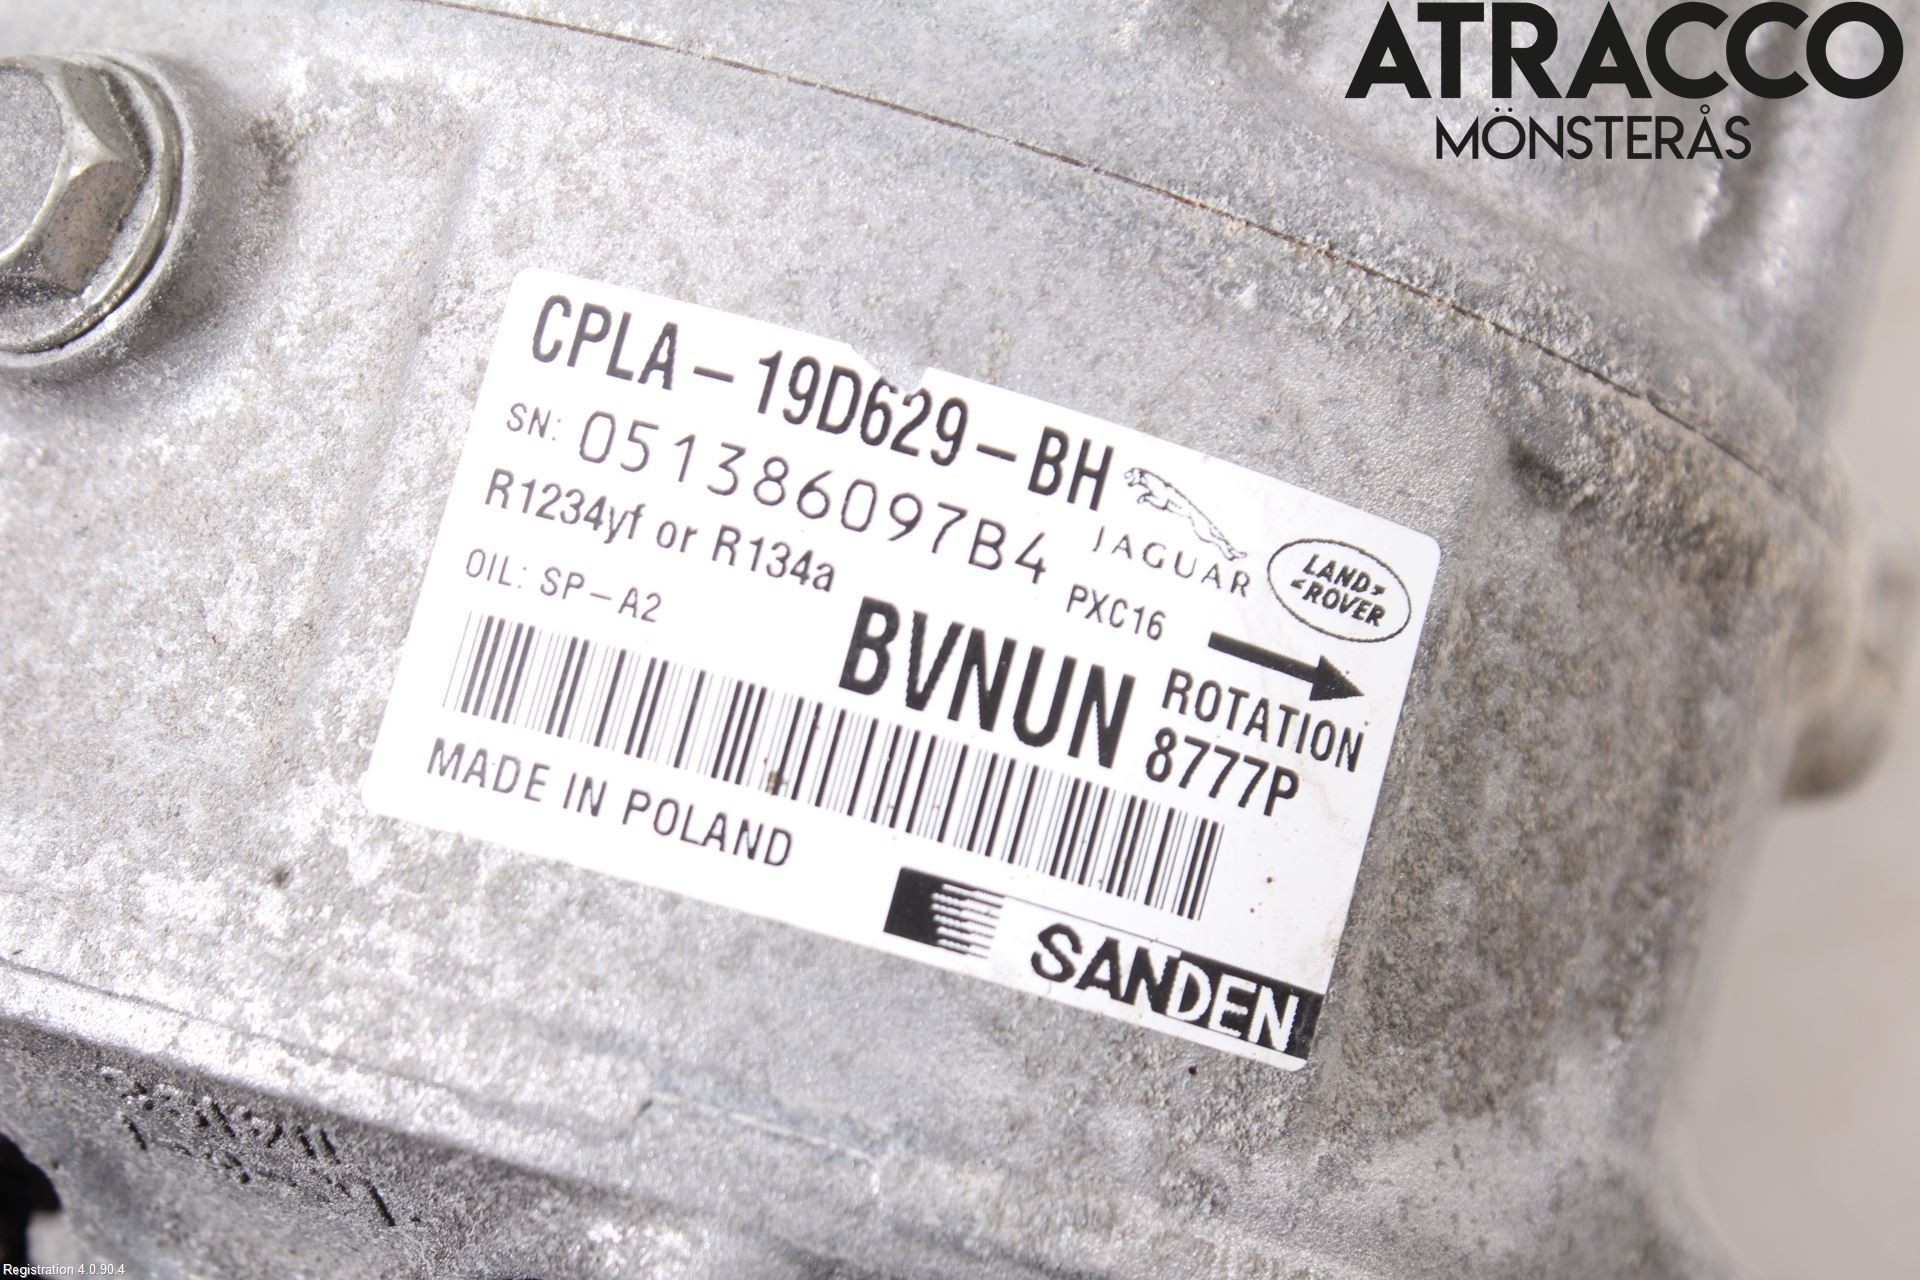 ATRACCO
MÖNSTERÅS
CPLA-19D629-BH
SN: 051386097B4
JAGUAR
LAND
ROVER
R1234yf or R134a
PXC16
OIL: SP-A2
BVNUN
ROTATION
8777P
MADE IN POLAND
SANDEN
Registration 4.0.90.4